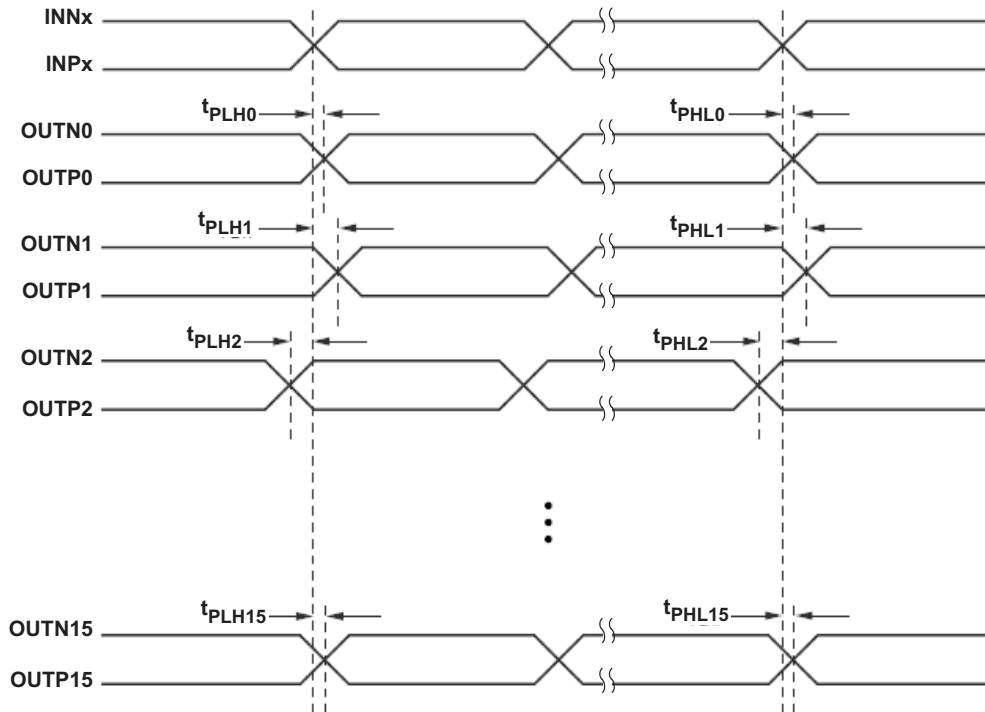 INNx
INPx
tPLH0
tPHL0
OUTN0
OUTP0
tPLH1
tPHL1
OUTN1
OUTP1
tPLH2
tPHL2
OUTN2
OUTP2
tPLH15
tPHL15
OUTN15
OUTP15